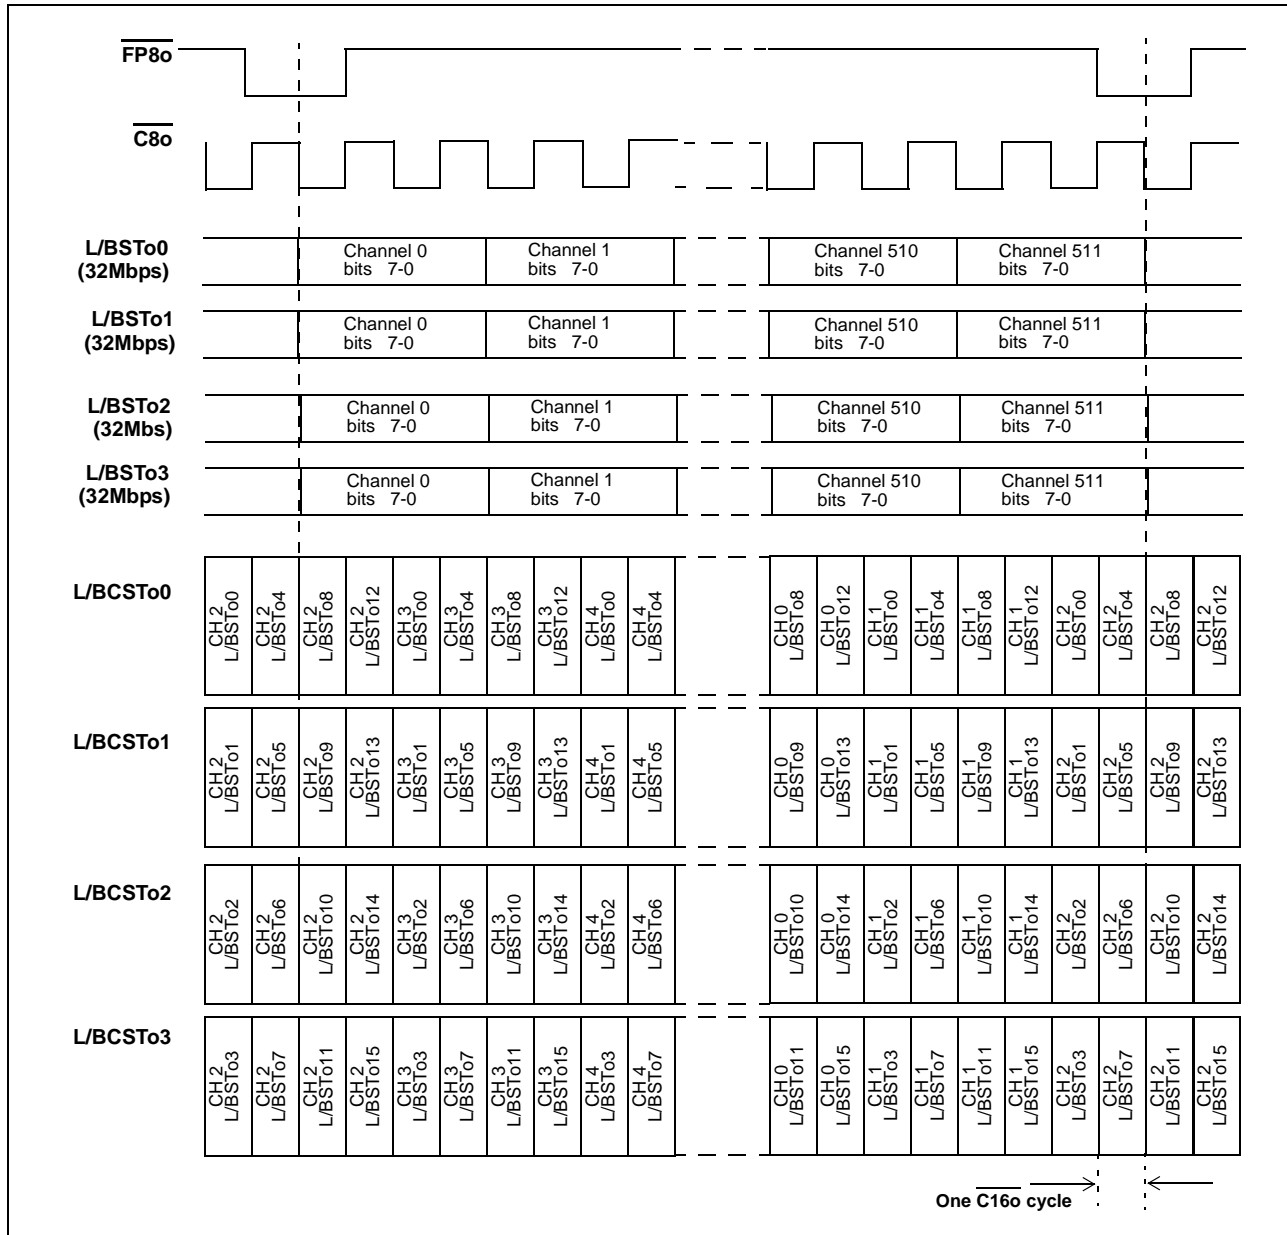 FP8o
C8o
L/BSTo0
(32Mbps)
Channel 0
bits 7-0
Channel 1
bits 7-0
Channel 510
bits 7-0
Channel 511
bits 7-0
L/BSTo1
(32Mbps)
Channel 0
bits 7-0
Channel 1
bits 7-0
Channel 510
bits 7-0
Channel 511
bits 7-0
L/BSTo2
(32Mbs)
Channel 0
bits 7-0
Channel 1
bits 7-0
Channel 510
bits 7-0
Channel 511
bits 7-0
L/BSTo3
(32Mbps)
Channel 0
bits 7-0
Channel 1
bits 7-0
Channel 510
bits 7-0
Channel 511
bits 7-0
L/BCSTo0
CH 2
L/BSTo0
CH 2
L/BSTo4
CH 2
L/BSTo8
CH 2
L/BSTo12
CH 3
L/BSTo0
CH 3
L/BSTo4
CH 3
L/BSTo8
CH 3
L/BSTo12
CH 4
L/BSTo0
CH 4
L/BSTo4
CH 0
L/BSTo8
CH 0
L/BSTo12
CH 1
L/BSTo0
CH 1
L/BSTo4
CH 1
L/BSTo8
CH 1
L/BSTo12
CH 2
L/BSTo0
CH 2
L/BSTo4
CH 2
L/BSTo8
CH 2
L/BSTo12
L/BCSTo1
CH 2
L/BSTo1
CH 2
L/BSTo5
CH 2
L/BSTo9
CH 2
L/BSTo13
CH 3
L/BSTo1
CH 3
L/BSTo5
CH 3
L/BSTo9
CH 3
L/BSTo13
CH 4
L/BSTo1
CH 4
L/BSTo5
CH 0
L/BSTo9
CH 0
L/BSTo13
CH 1
L/BSTo1
CH 1
L/BSTo5
CH 1
L/BSTo9
CH 1
L/BSTo13
CH 2
L/BSTo1
CH 2
L/BSTo5
CH 2
L/BSTo9
CH 2
L/BSTo13
L/BCSTo2
CH 2
L/BSTo2
CH 2
L/BSTo6
CH 2
L/BSTo10
CH 2
L/BSTo14
CH 3
L/BSTo2
CH 3
L/BSTo6
CH 3
L/BSTo10
CH 3
L/BSTo14
CH 4
L/BSTo2
CH 4
L/BSTo6
CH 0
L/BSTo10
CH 0
L/BSTo14
CH 1
L/BSTo2
CH 1
L/BSTo6
CH 1
L/BSTo10
CH 1
L/BSTo14
CH 2
L/BSTo2
CH 2
L/BSTo6
CH 2
L/BSTo10
CH 2
L/BSTo14
L/BCSTo3
CH 2
L/BSTo3
CH 2
L/BSTo7
CH 2
L/BSTo11
CH 2
L/BSTo15
CH 3
L/BSTo3
CH 3
L/BSTo7
CH 3
L/BSTo11
CH 3
L/BSTo15
CH 4
L/BSTo3
CH 4
L/BSTo7
CH 0
L/BSTo11
CH 0
L/BSTo15
CH 1
L/BSTo3
CH 1
L/BSTo7
CH 1
L/BSTo11
CH 1
L/BSTo15
CH 2
L/BSTo3
CH 2
L/BSTo7
CH 2
L/BSTo11
CH 2
L/BSTo15
One C16o cycle